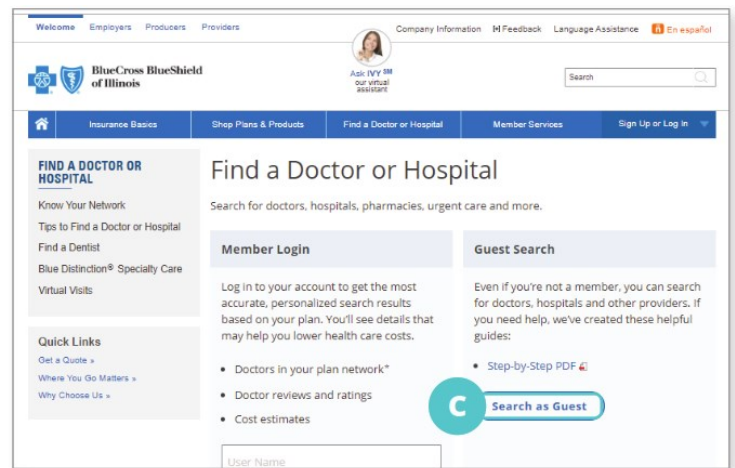 Welcome Employers Producers Providers
Company Information [+] Feedback Language Assistance En español
BlueCross BlueShield
of Illinois
Ask IVY SM
our virtual
assistant
Search
Insurance Basics Shop Plans & Products Find a Doctor or Hospital Member Services Sign Up or Log In
FIND A DOCTOR OR
HOSPITAL
Know Your Network
Tips to Find a Doctor or Hospital
Find a Dentist
Blue Distinction® Specialty Care
Virtual Visits
Quick Links
Get a Quote »
Where You Go Matters »
Why Choose Us »
Find a Doctor or Hospital
Search for doctors, hospitals, pharmacies, urgent care and more.
Member Login
Log in to your account to get the most
accurate, personalized search results
based on your plan. You'll see details that
may help you lower health care costs.
• Doctors in your plan network*
• Doctor reviews and ratings
• Cost estimates
User Name
Guest Search
Even if you're not a member, you can search
for doctors, hospitals and other providers. If
you need help, we've created these helpful
guides:
• Step-by-Step PDF
C Search as Guest